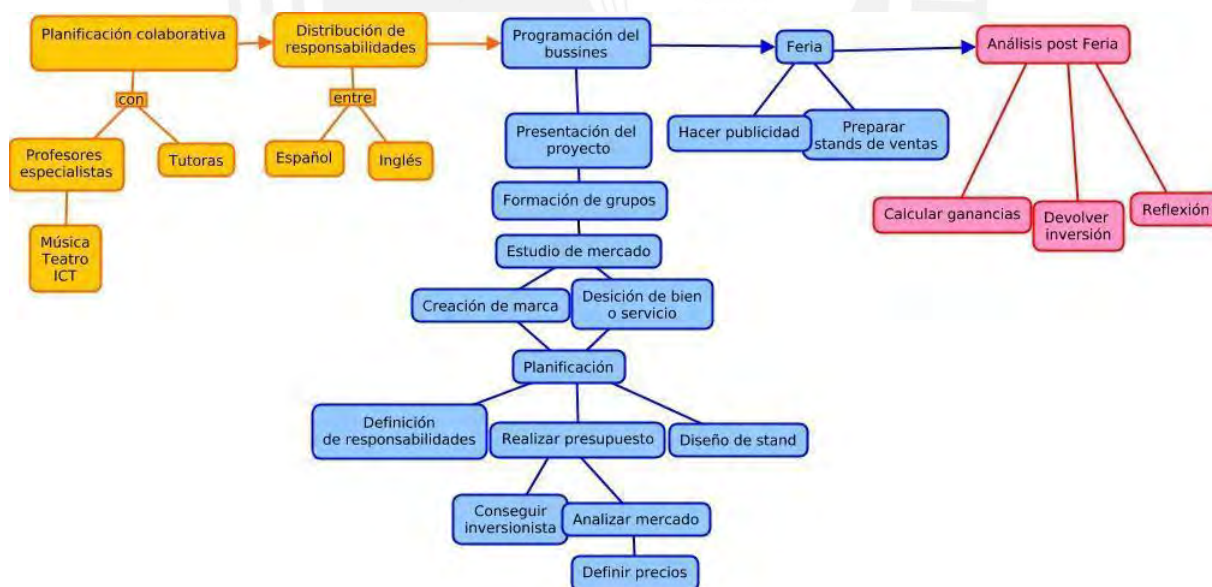 Planificación colaborativa
Distribución de
responsabilidades
Programación del
bussines
Feria
Análisis post Feria
con
entre
Profesores
especialistas
Tutoras
Español
Inglés
Música
Teatro
ICT
Presentación del
proyecto
Formación de grupos
Estudio de mercado
Creación de marca
Desición de bien
o servicio
Planificación
Definición
de responsabilidades
Realizar presupuesto
Diseño de stand
Conseguir
inversionista
Analizar mercado
Definir precios
Hacer publicidad
Preparar
stands de ventas
Calcular ganancias
Devolver
inversión
Reflexión